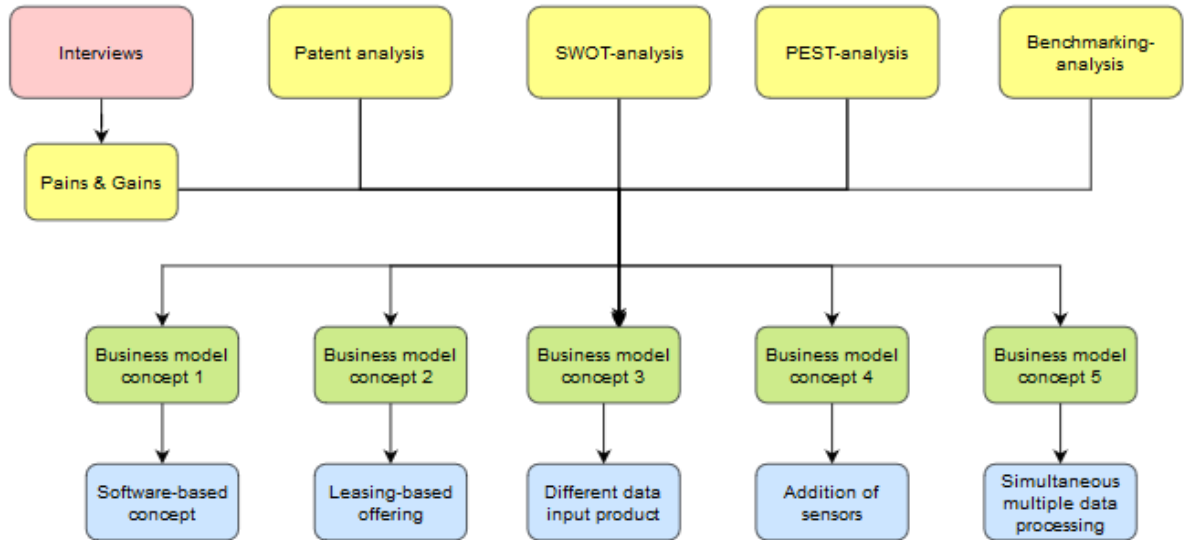 Interviews
Patent analysis
SWOT-analysis
PEST-analysis
Benchmarking-
analysis
Pains & Gains
Business model
concept 1
Business model
concept 2
Business model
concept 3
Business model
concept 4
Business model
concept 5
Software-based
concept
Leasing-based
offering
Different data
input product
Addition of
sensors
Simultaneous
multiple data
processing